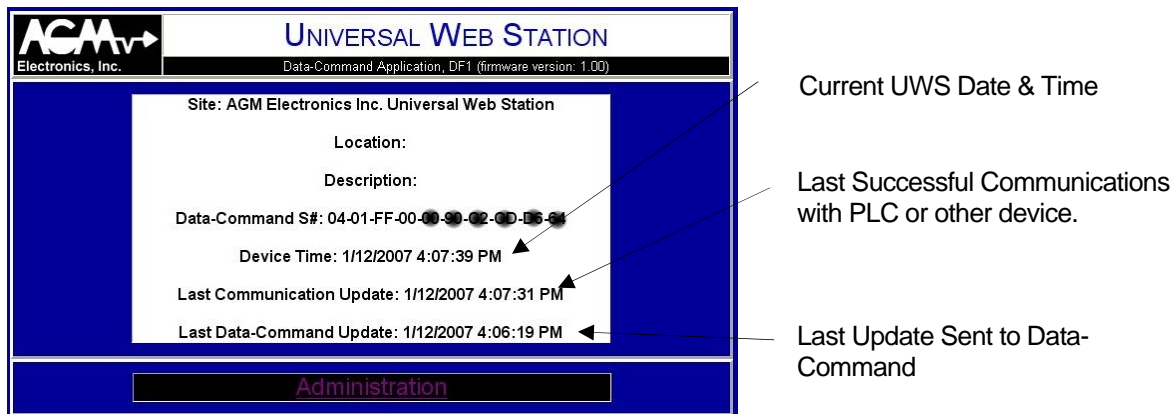 AGM
Electronics, Inc.
UNIVERSAL WEB STATION
Data-Command Application, DF1 (firmware version: 1.00)
Site: AGM Electronics Inc. Universal Web Station
Location:
Description:
Data-Command S#: 04-01-FF-00-
Device Time: 1/12/2007 4:07:39 PM
Last Communication Update: 1/12/2007 4:07:31 PM
Last Data-Command Update: 1/12/2007 4:06:19 PM
Administration
Current UWS Date & Time
Last Successful Communications
with PLC or other device.
Last Update Sent to Data-
Command